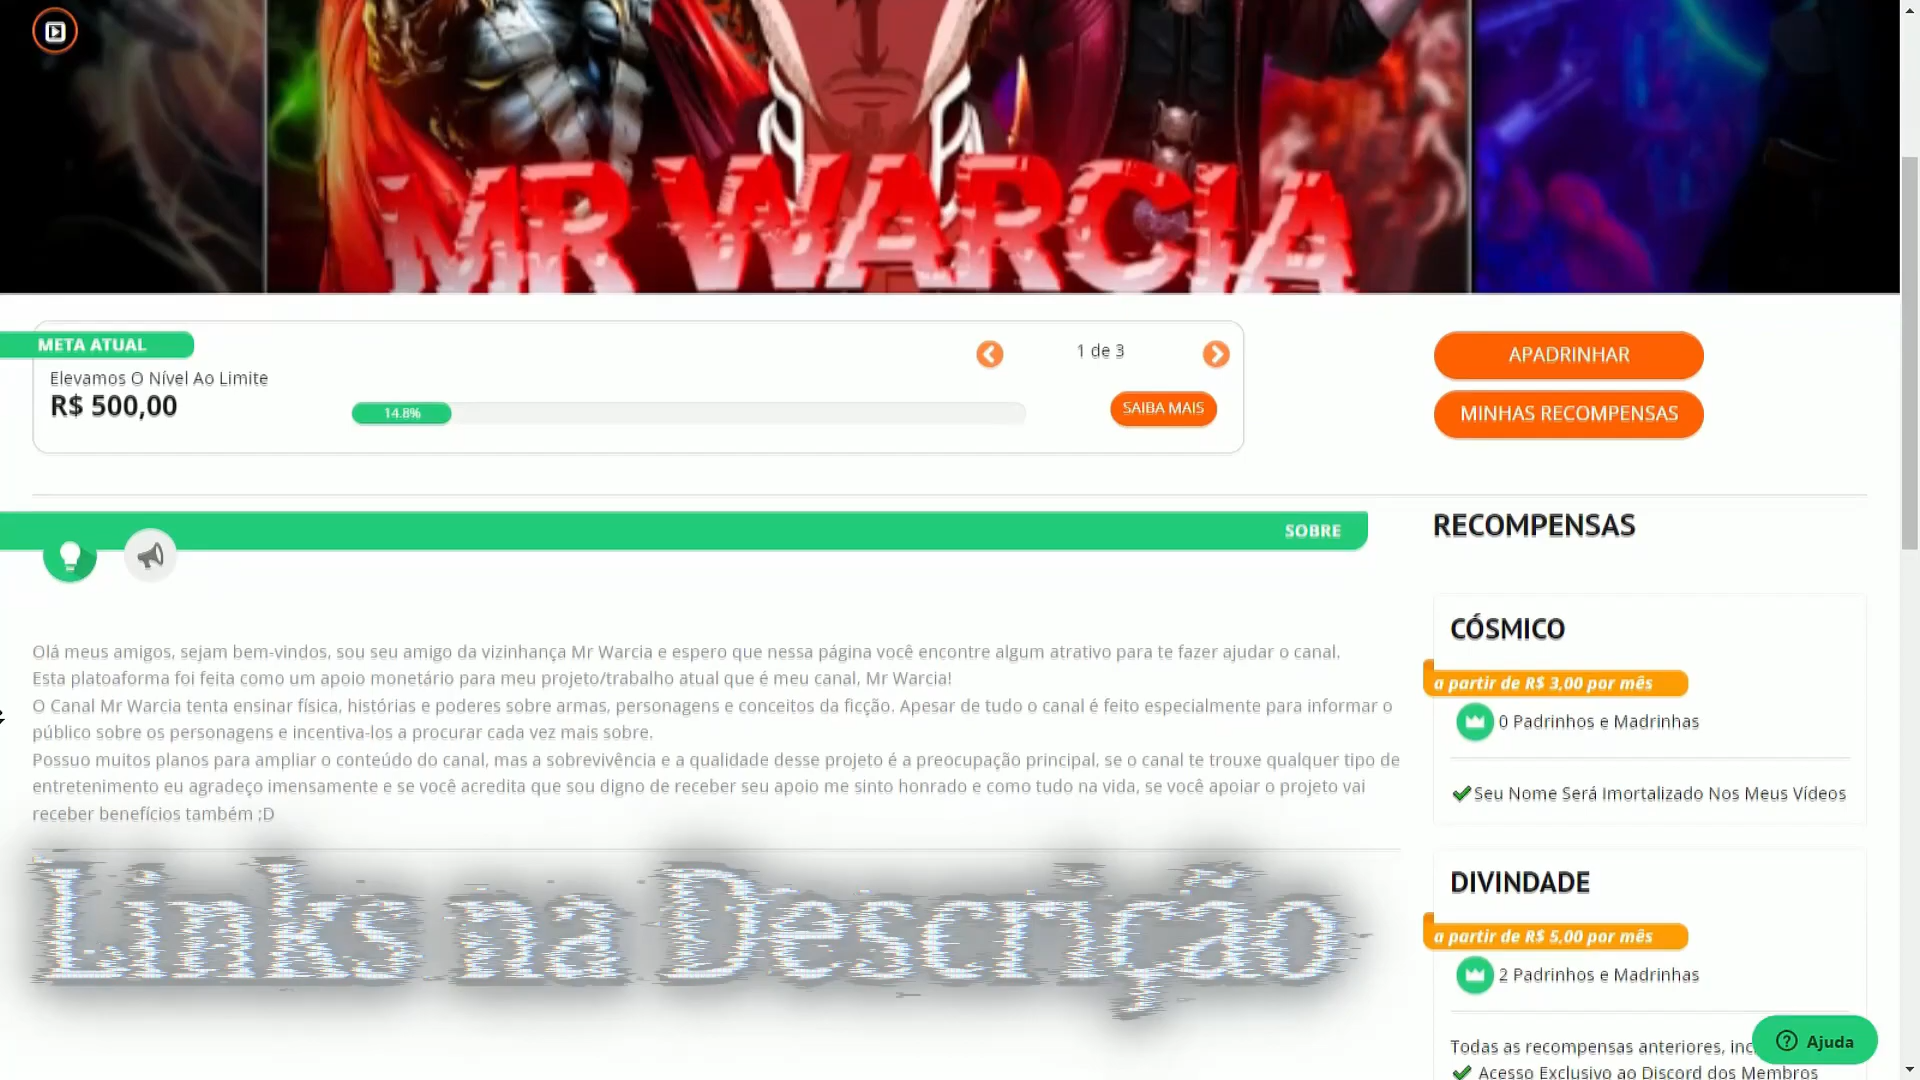 MR WARCIA
META ATUAL
Elevamos O Nível Ao Limite
R$ 500,00
14.8%
1 de 3
SAIBA MAIS
APADRINHAR
MINHAS RECOMPENSAS
SOBRE
Olá meus amigos, sejam bem-vindos, sou seu amigo da vizinhança Mr Warcia e espero que nessa página você encontre algum atrativo para te fazer ajudar o canal.
Esta platoaforma foi feita como um apoio monetário para meu projeto/trabalho atual que é meu canal, Mr Warcia!
O Canal Mr Warcia tenta ensinar física, histórias e poderes sobre armas, personagens e conceitos da ficção. Apesar de tudo o canal é feito especialmente para informar o
público sobre os personagens e incentiva-los a procurar cada vez mais sobre.
Possuo muitos planos para ampliar o conteúdo do canal, mas a sobrevivência e a qualidade desse projeto é a preocupação principal, se o canal te trouxe qualquer tipo de
entretenimento eu agradeço imensamente e se você acredita que sou digno de receber seu apoio me sinto honrado e como tudo na vida, se você apoiar o projeto vai
receber benefícios também ;D
Links na Descrição
RECOMPENSAS
CÓSMICO
a partir de R$ 3,00 por mês
0 Padrinhos e Madrinhas
Seu Nome Será Imortalizado Nos Meus Vídeos
DIVINDADE
a partir de R$ 5,00 por mês
2 Padrinhos e Madrinhas
Todas as recompensas anteriores,
Acesso Exclusivo ao Discord dos Membros
Ajuda